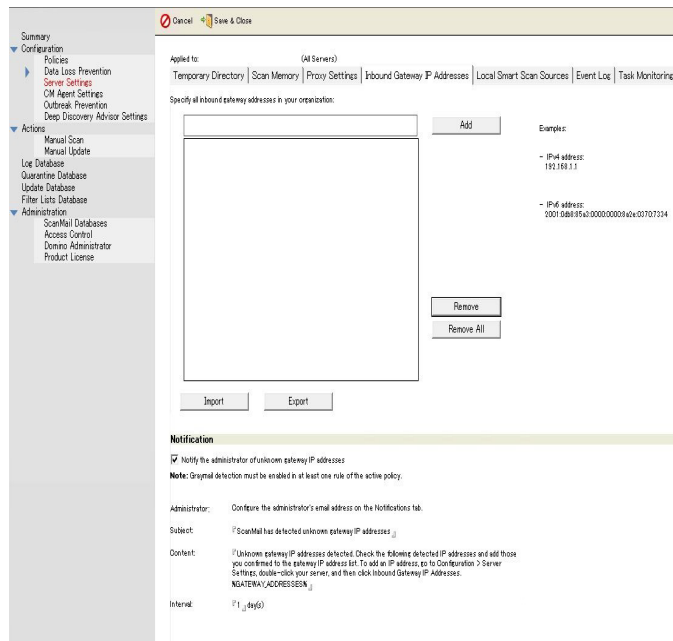 Cancel Save & Close
Summary
Configuration
Policies
Data Loss Prevention
Server Settings
CM Agent Settings
Outbreak Prevention
Deep Discovery Advisor Settings
Actions
Manual Scan
Manual Update
Log Database
Quarantine Database
Update Database
Filter Lists Database
Administration
ScanMail Databases
Access Control
Domino Administrator
Product License
Applied to: (All Servers)
Temporary Directory Scan Memory Proxy Settings Inbound Gateway IP Addresses Local Smart Scan Sources Event Log Task Monitoring
Specify all inbound gateway addresses in your organization:
Add
Examples:
- IPv4 address:
192.168.1.1
- IPv6 address:
2001:0db8:85a3:0000:0000:8a2e:0370:7334
Remove
Remove All
Import Export
Notification
Notify the administrator of unknown gateway IP addresses
Note: Graymail detection must be enabled in at least one rule of the active policy.
Administrator: Configure the administrator's email address on the Notifications tab.
Subject: ScanMail has detected unknown gateway IP addresses
Content: Unknown gateway IP addresses detected. Check the following detected IP addresses and add those
you confirmed to the gateway IP address list. To add an IP address, go to Configuration > Server
Settings, double-click your server, and then click Inbound Gateway IP Addresses.
%GATEWAY_ADDRESSES%
Interval: 1 day(s)